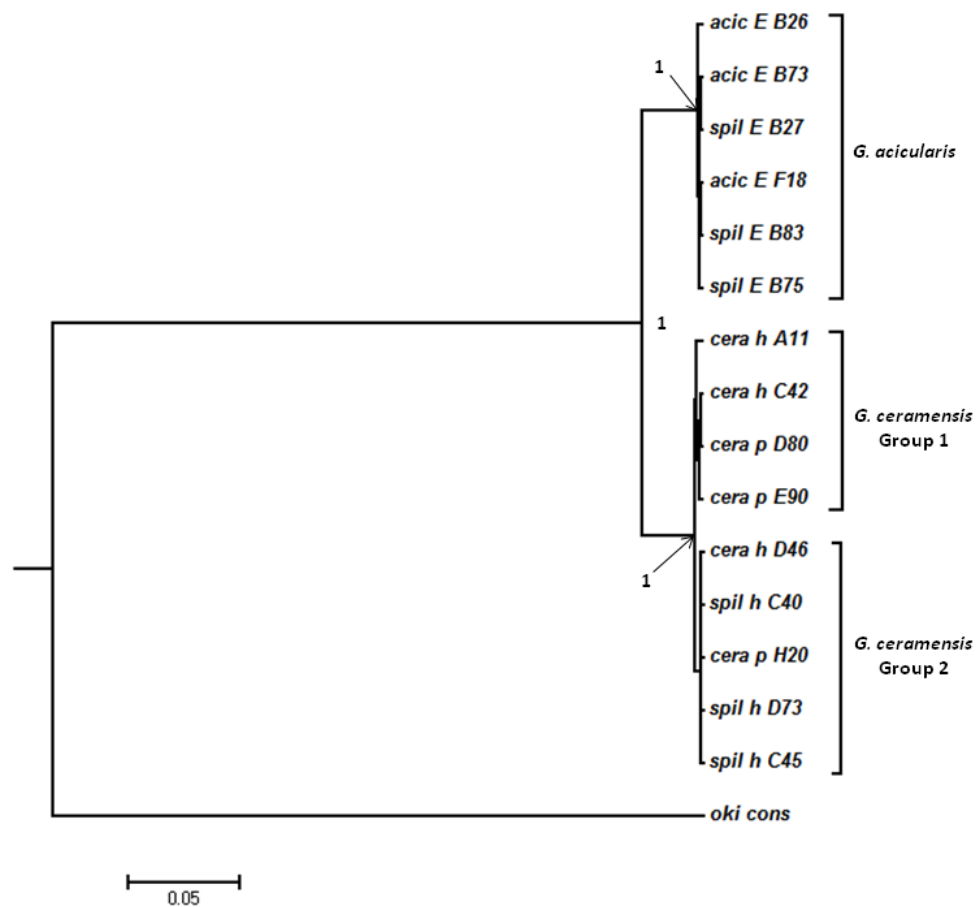 acic E B26
1
acic E B73
spil E B27
G. acicularis
acic E F18
spil E B83
spil E B75
1
cera h A11
cera h C42
G. ceramensis
Group 1
cera p D80
cera p E90
cera h D46
1
spil h C40
G. ceramensis
Group 2
cera p H20
spil h D73
spil h C45
oki cons
0.05